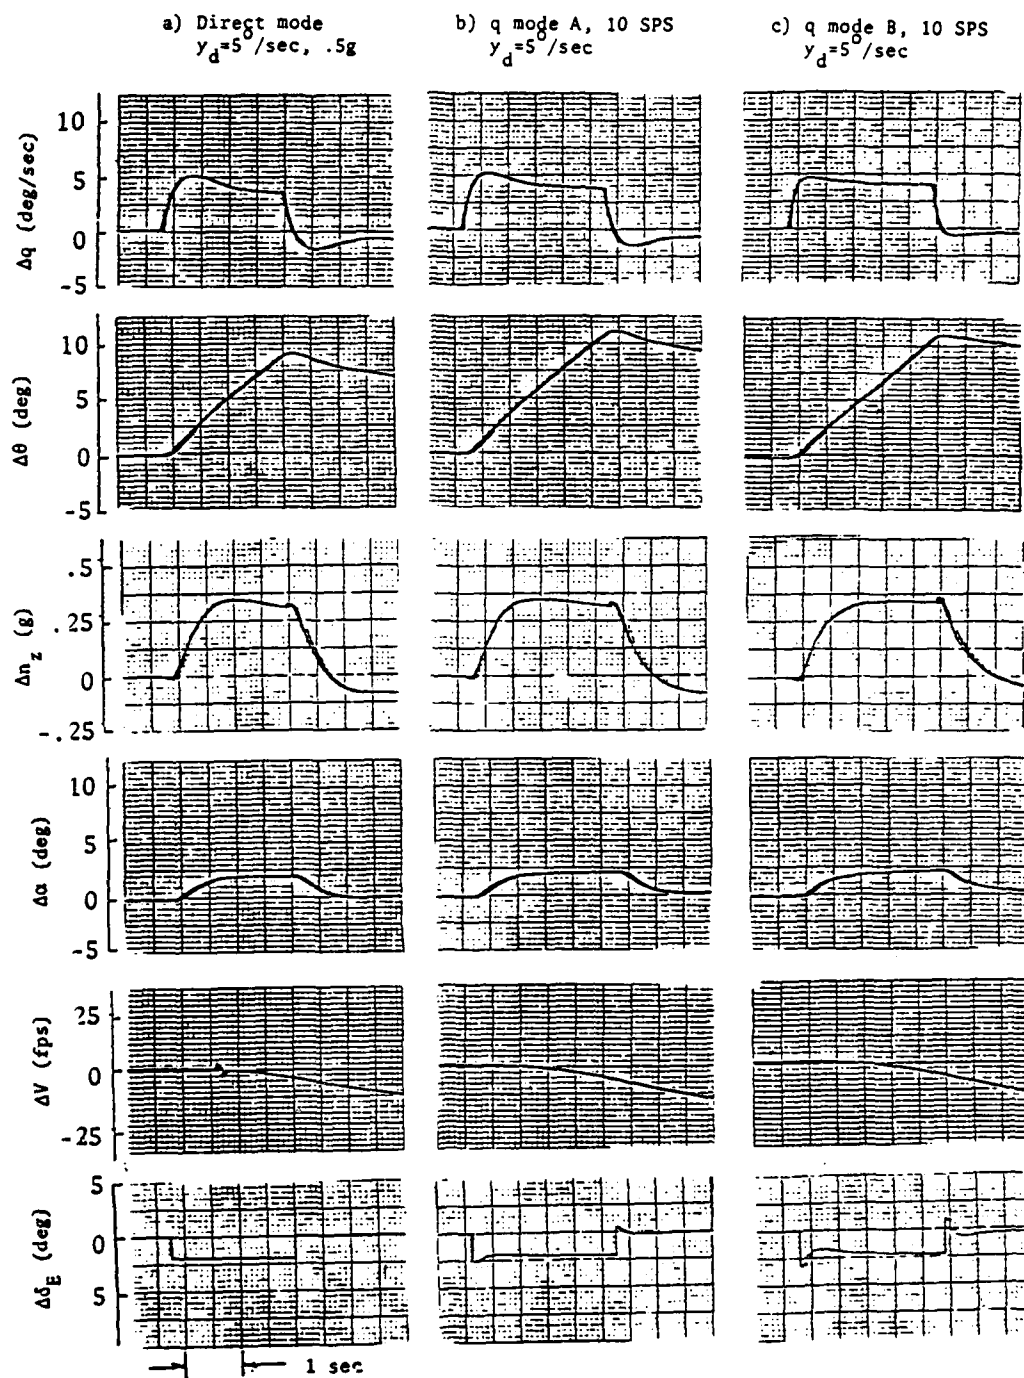 a) Direct mode
y_d=5°/sec, .5g
b) q mode A, 10 SPS
y_d=5°/sec
c) q mode B, 10 SPS
y_d=5°/sec
Δq (deg/sec)
10
5
0
-5
Δθ (deg)
10
5
0
-5
Δn_z (g)
.5
.25
0
-.25
Δα (deg)
10
5
0
-5
ΔV (fps)
25
0
-25
Δδ_E (deg)
5
0
5
1 sec